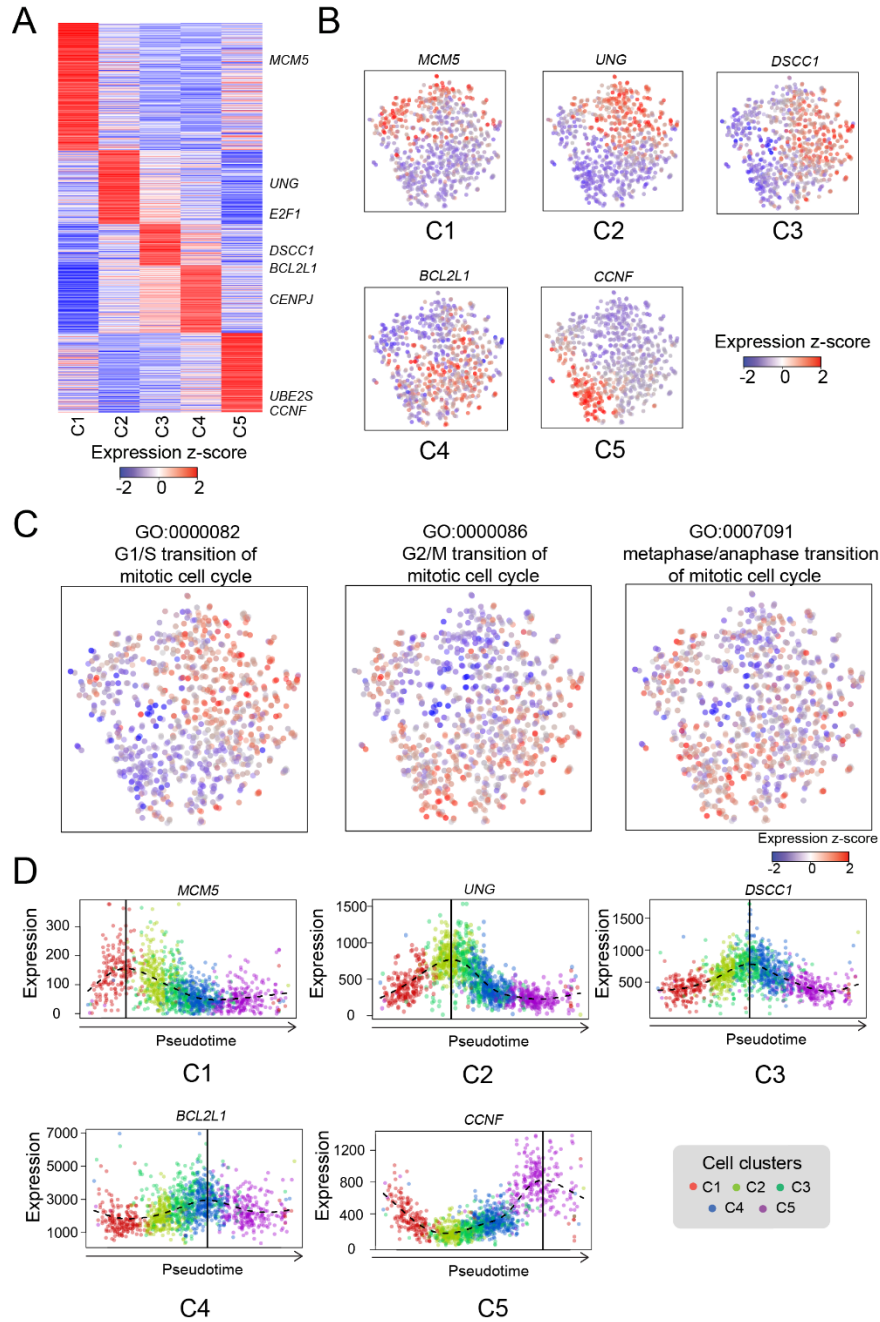 A
MCM5
UNG
E2F1
DSCC1
BCL2L1
CENPJ
UBE2S
CCNF
C1 C2 C3 C4 C5
Expression z-score
-2 0 2
B
MCM5 UNG DSCC1
C1 C2 C3
BCL2L1 CCNF
Expression z-score
-2 0 2
C4 C5
C
GO:0000082
G1/S transition of
mitotic cell cycle
GO:0000086
G2/M transition of
mitotic cell cycle
GO:0007091
metaphase/anaphase transition
of mitotic cell cycle
Expression z-score
-2 0 2
D
MCM5
Expression
300
200
100
0
Pseudotime
C1
UNG
Expression
1500
1000
500
0
Pseudotime
C2
DSCC1
Expression
1500
1000
500
Pseudotime
C3
BCL2L1
Expression
7000
5000
3000
1000
Pseudotime
C4
CCNF
Expression
1200
800
400
0
Pseudotime
C5
Cell clusters
C1 C2 C3
C4 C5